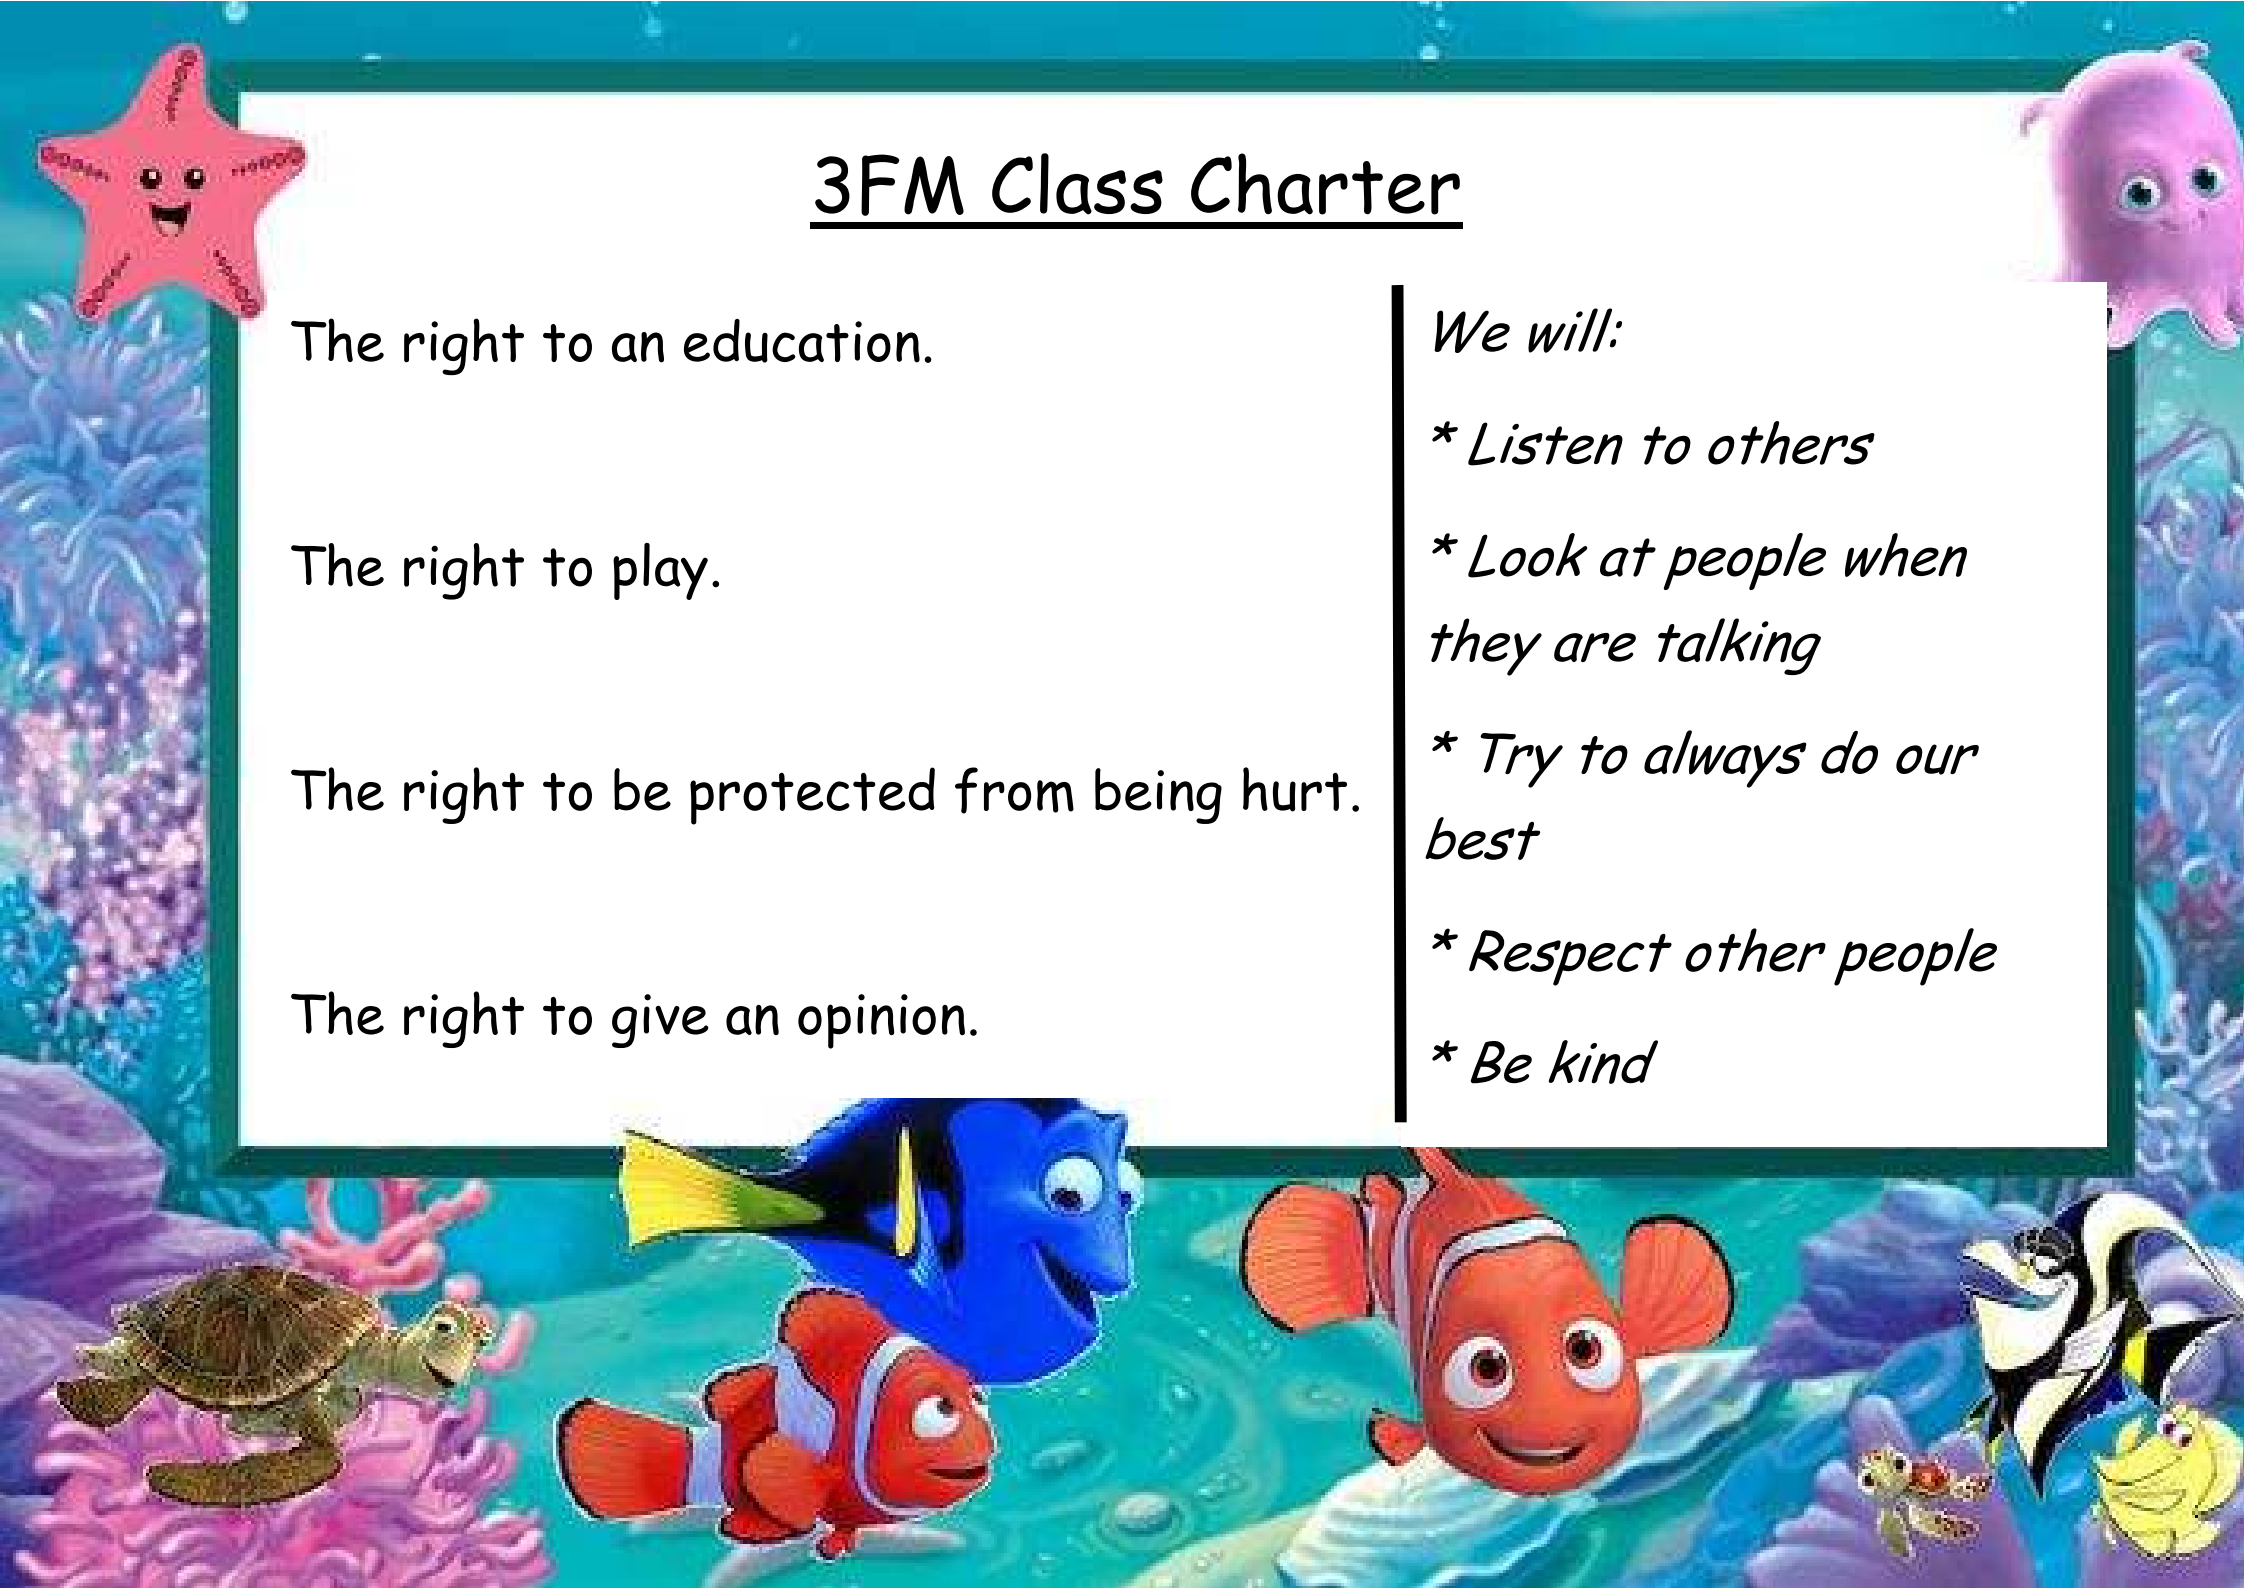 3FM Class Charter
The right to an education.
The right to play.
The right to be protected from being hurt.
The right to give an opinion.
We will:
* Listen to others
* Look at people when
they are talking
* Try to always do our
best
* Respect other people
* Be kind